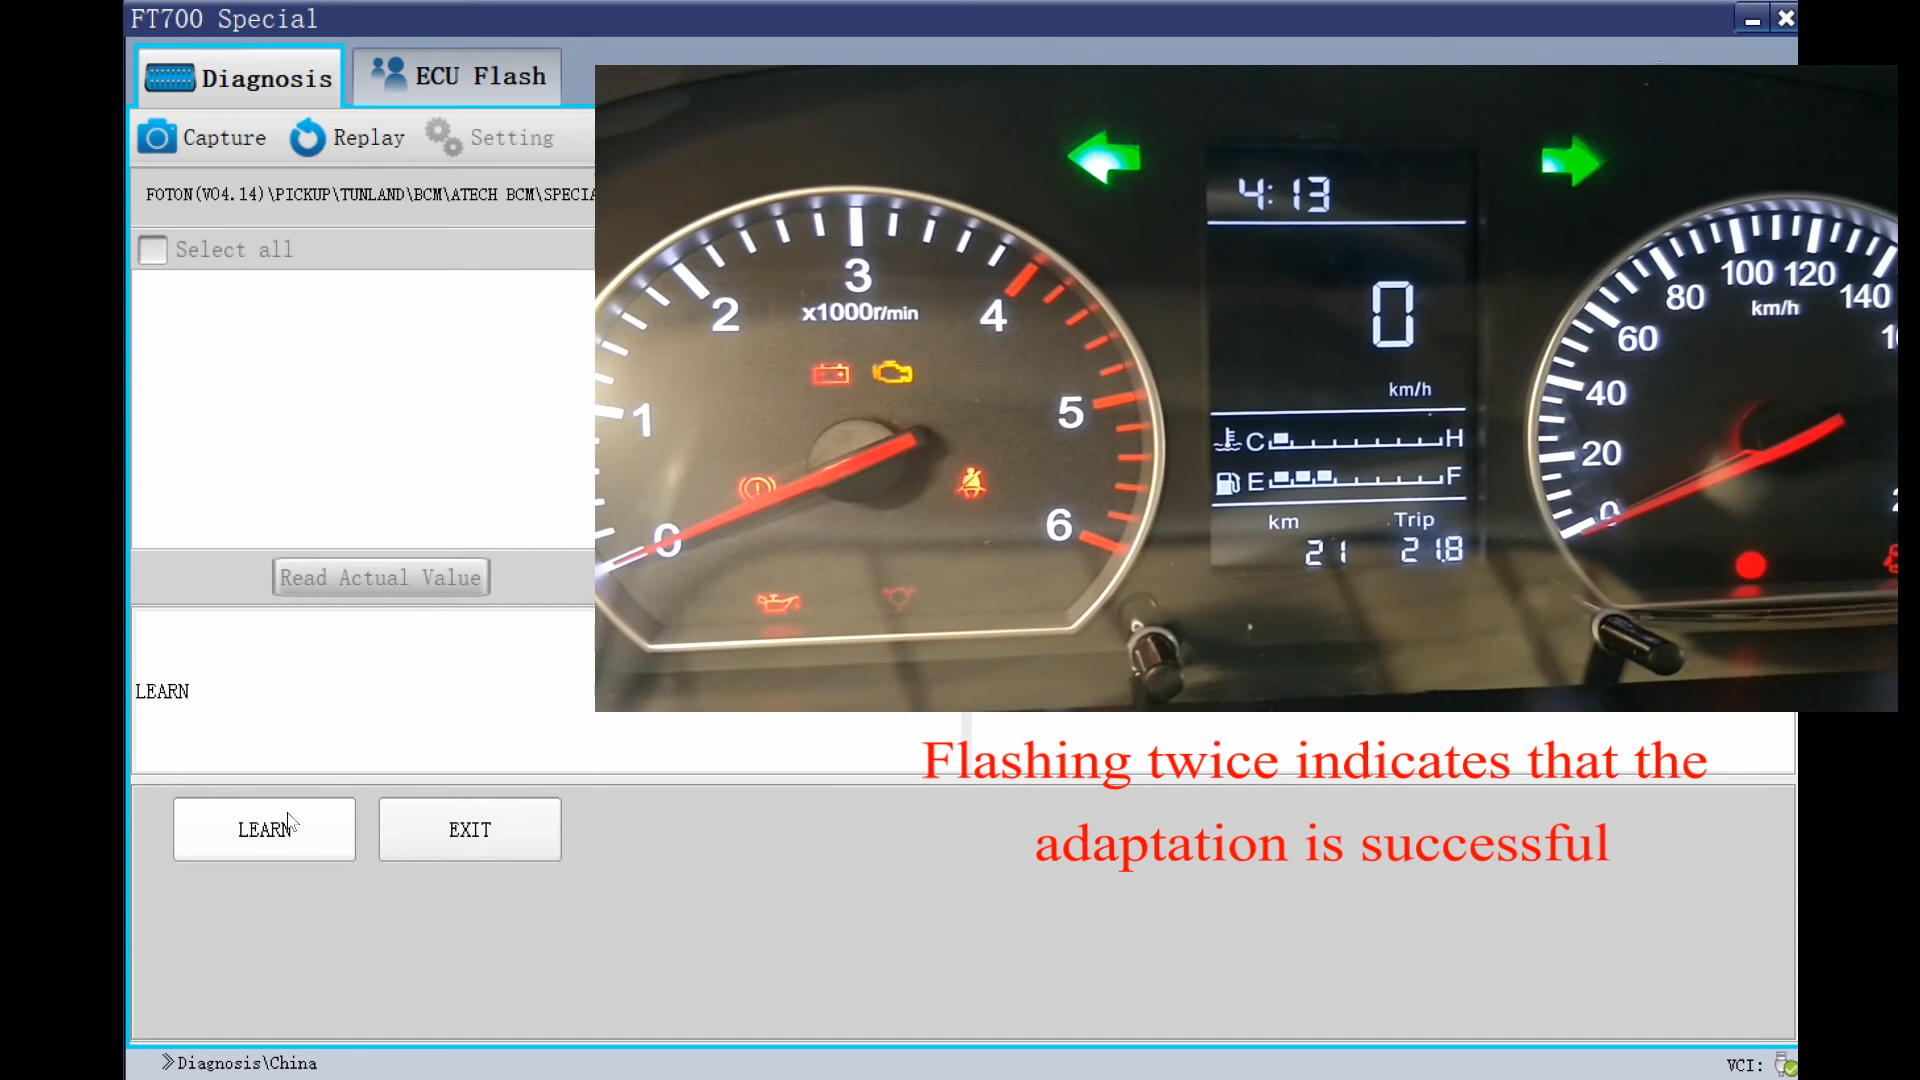 FT700 Special
Diagnosis
ECU Flash
Capture
Replay
Setting
FOTON(V04.14)\PICKUP\TUNLAND\BCM\ATECH BCM\SPECIA
Select all
Read Actual Value
LEARN
LEARN
EXIT
4:13
0
km/h
C H
E F
km Trip
21 21.8
0 1 2 3 4 5 6
x1000r/min
0 20 40 60 80 100 120 140
km/h
Flashing twice indicates that the
adaptation is successful
Diagnosis\China
VCI: